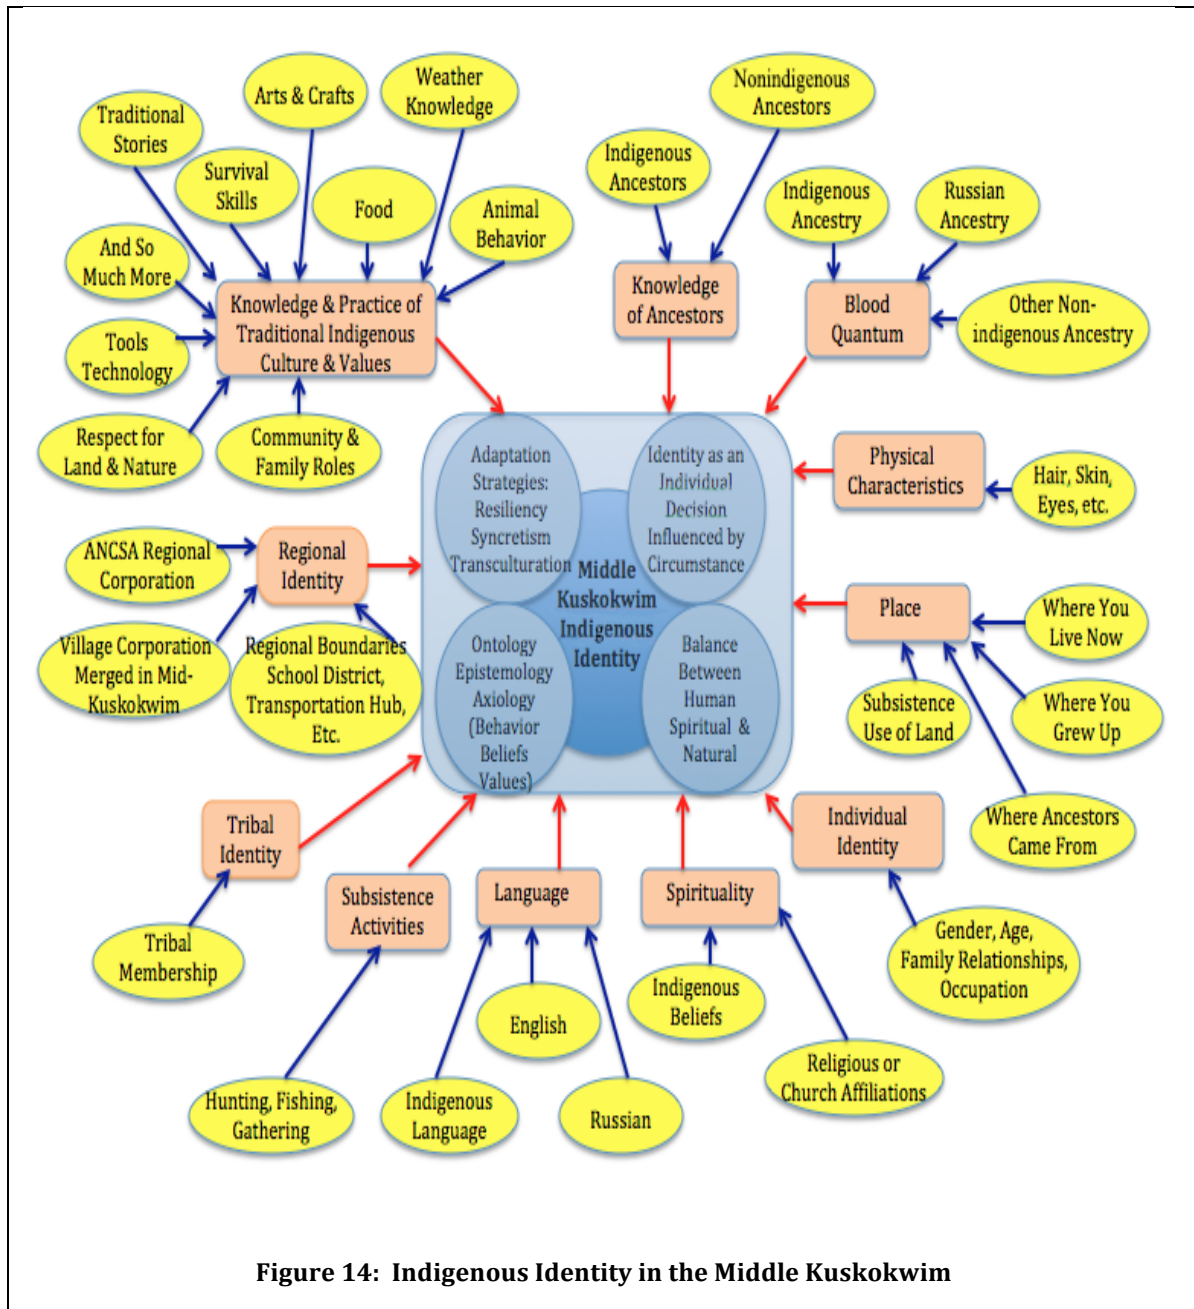 Weather
Knowledge
Arts & Crafts
Traditional
Stories
Survival
Skills
Food
Animal
Behavior
And So
Much More
Tools
Technology
Respect for
Land & Nature
Community &
Family Roles
Knowledge & Practice of
Traditional Indigenous
Culture & Values
Nonindigenous
Ancestors
Indigenous
Ancestors
Knowledge
of Ancestors
Indigenous
Ancestry
Russian
Ancestry
Other Non-
indigenous Ancestry
Blood
Quantum
Physical
Characteristics
Hair, Skin,
Eyes, etc.
Adaptation
Strategies:
Resiliency
Syncretism
Transculturation
Identity as an
Individual
Decision
Influenced by
Circumstance
Middle
Kuskokwim
Indigenous
Identity
Ontology
Epistemology
Axiology
(Behavior
Beliefs
Values)
Balance
Between
Human
Spiritual &
Natural
ANCSA Regional
Corporation
Regional
Identity
Village Corporation
Merged in Mid-
Kuskokwim
Regional Boundaries
School District,
Transportation Hub,
Etc.
Place
Where You
Live Now
Subsistence
Use of Land
Where You
Grew Up
Where Ancestors
Came From
Tribal
Identity
Tribal
Membership
Subsistence
Activities
Hunting, Fishing,
Gathering
Language
Indigenous
Language
English
Russian
Spirituality
Indigenous
Beliefs
Religious or
Church Affiliations
Individual
Identity
Gender, Age,
Family Relationships,
Occupation
Figure 14: Indigenous Identity in the Middle Kuskokwim